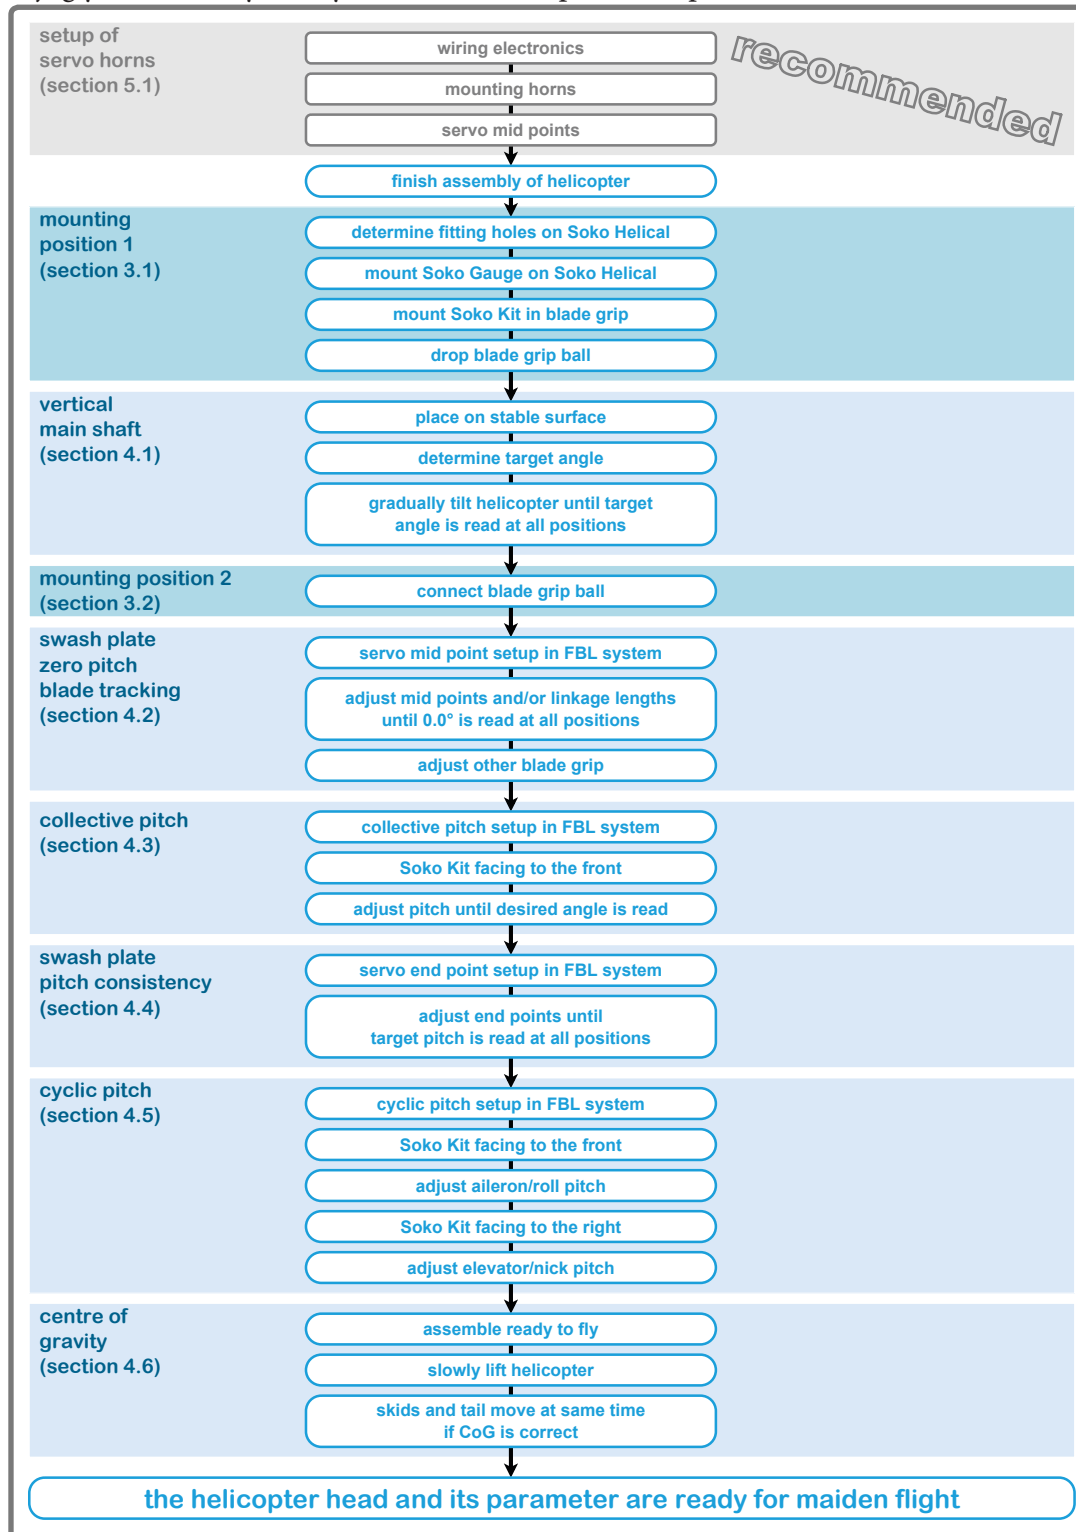 setup of
servo horns
(section 5.1)
wiring electronics
mounting horns
servo mid points
recommended
finish assembly of helicopter
mounting
position 1
(section 3.1)
determine fitting holes on Soko Helical
mount Soko Gauge on Soko Helical
mount Soko Kit in blade grip
drop blade grip ball
vertical
main shaft
(section 4.1)
place on stable surface
determine target angle
gradually tilt helicopter until target
angle is read at all positions
mounting position 2
(section 3.2)
connect blade grip ball
swash plate
zero pitch
blade tracking
(section 4.2)
servo mid point setup in FBL system
adjust mid points and/or linkage lengths
until 0.0° is read at all positions
adjust other blade grip
collective pitch
(section 4.3)
collective pitch setup in FBL system
Soko Kit facing to the front
adjust pitch until desired angle is read
swash plate
pitch consistency
(section 4.4)
servo end point setup in FBL system
adjust end points until
target pitch is read at all positions
cyclic pitch
(section 4.5)
cyclic pitch setup in FBL system
Soko Kit facing to the front
adjust aileron/roll pitch
Soko Kit facing to the right
adjust elevator/nick pitch
centre of
gravity
(section 4.6)
assemble ready to fly
slowly lift helicopter
skids and tail move at same time
if CoG is correct
the helicopter head and its parameter are ready for maiden flight